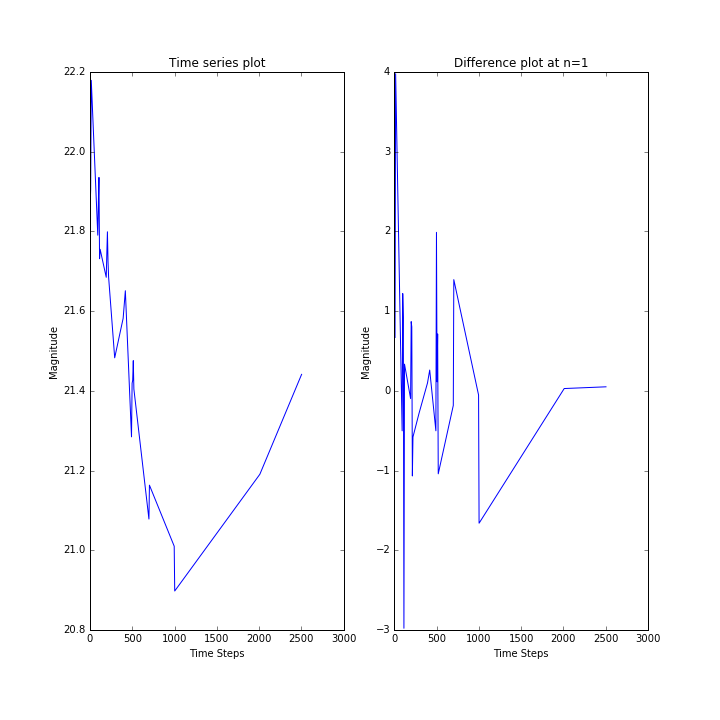 Time series plot
22.2
22.0
21.8
21.6
21.4
21.2
21.0
20.8
Magnitude
0 500 1000 1500 2000 2500 3000
Time Steps
Difference plot at n=1
4
3
2
1
0
−1
−2
−3
Magnitude
0 500 1000 1500 2000 2500 3000
Time Steps